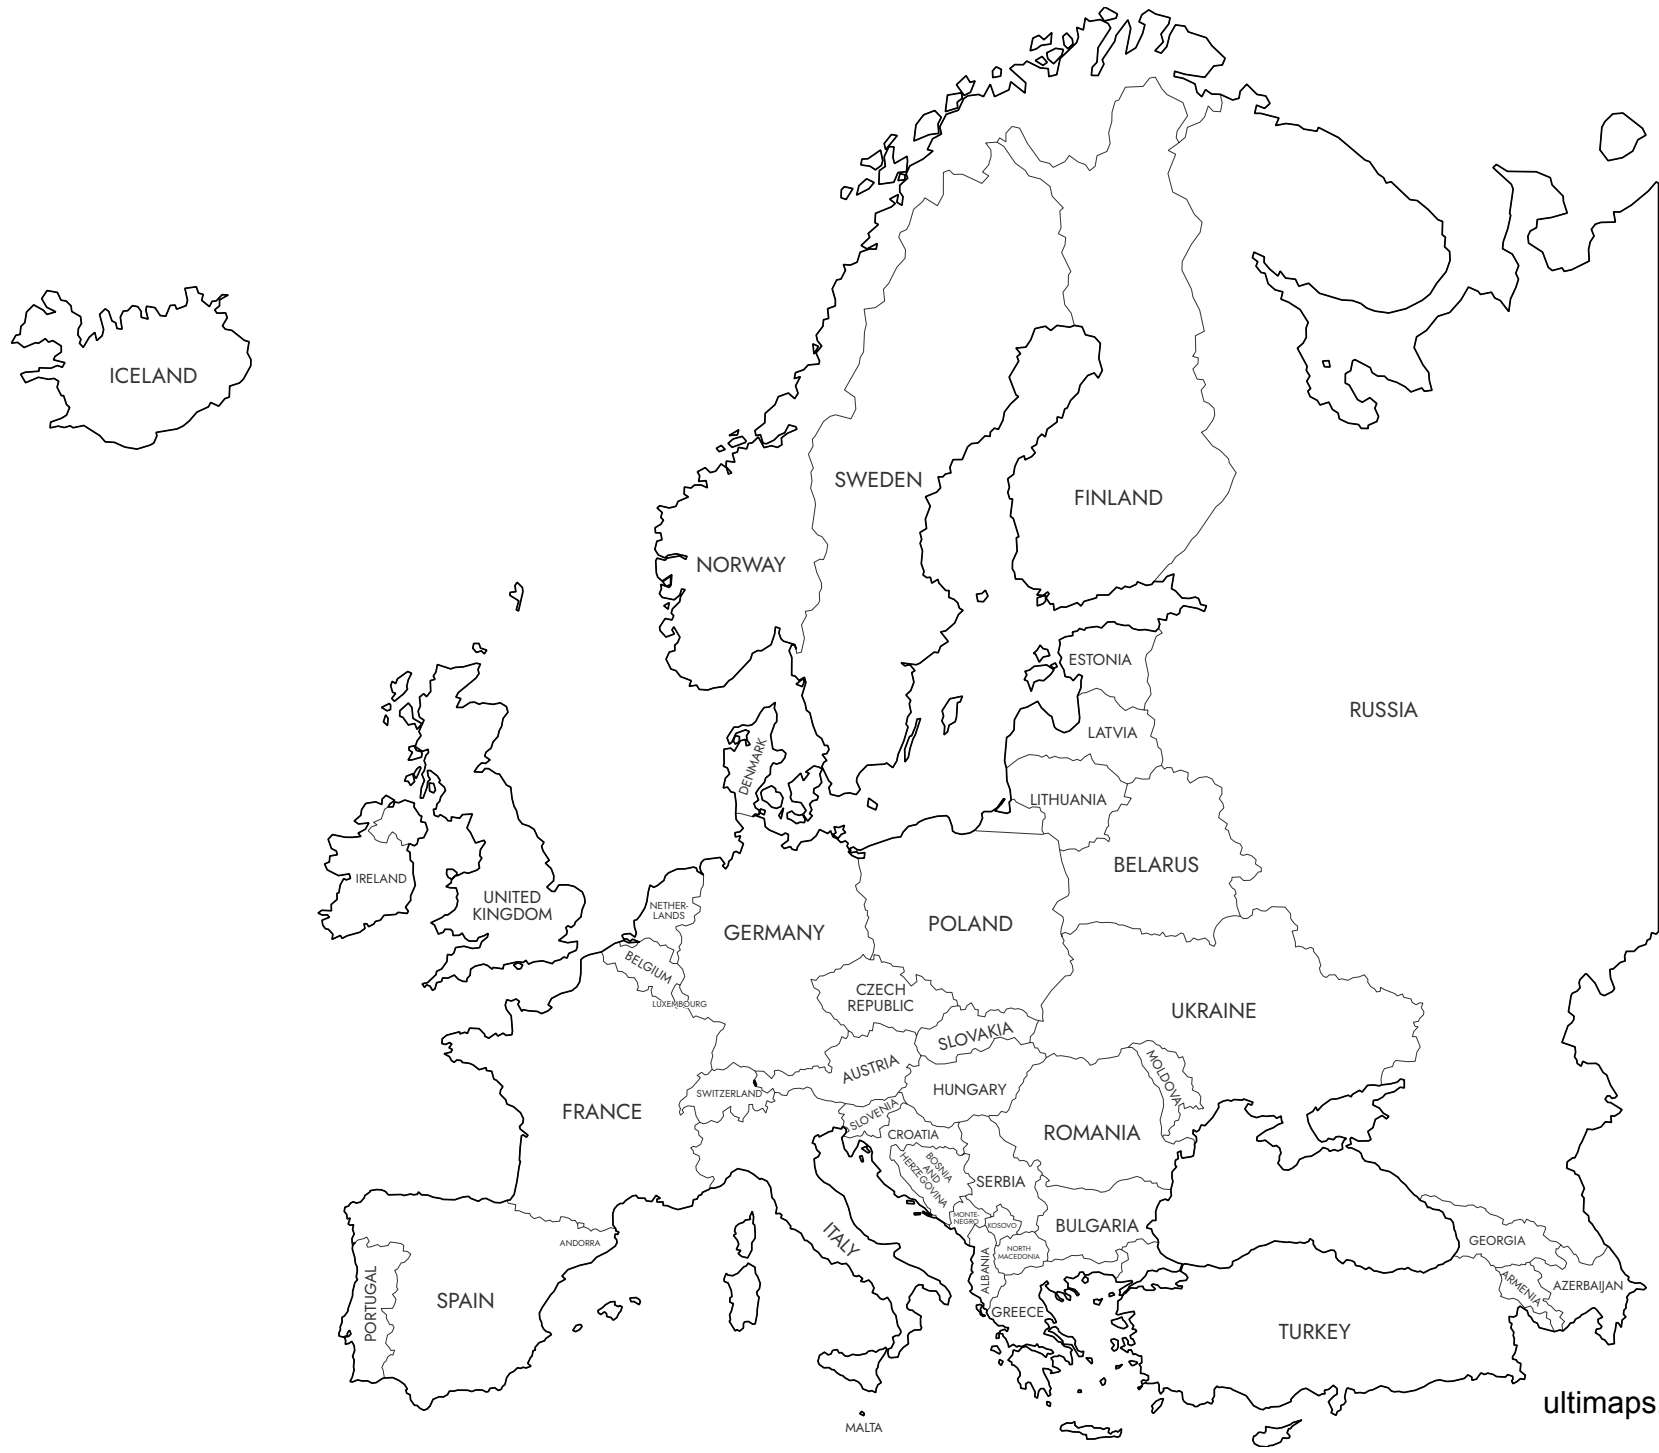 ICELAND
SWEDEN
FINLAND
NORWAY
ESTONIA
RUSSIA
LATVIA
DENMARK
LITHUANIA
BELARUS
IRELAND
UNITED
KINGDOM
NETHER-
LANDS
GERMANY
POLAND
BELGIUM
LUXEMBOURG
CZECH
REPUBLIC
UKRAINE
SLOVAKIA
AUSTRIA
MOLDOVA
SWITZERLAND
HUNGARY
FRANCE
SLOVENIA
CROATIA
ROMANIA
BOSNIA
AND
HERZEGOVINA
SERBIA
MONTE-
NEGRO
KOSOVO
BULGARIA
ITALY
ANDORRA
NORTH
MACEDONIA
ALBANIA
GEORGIA
ARMENIA
AZERBAIJAN
PORTUGAL
SPAIN
GREECE
TURKEY
MALTA
ultimaps